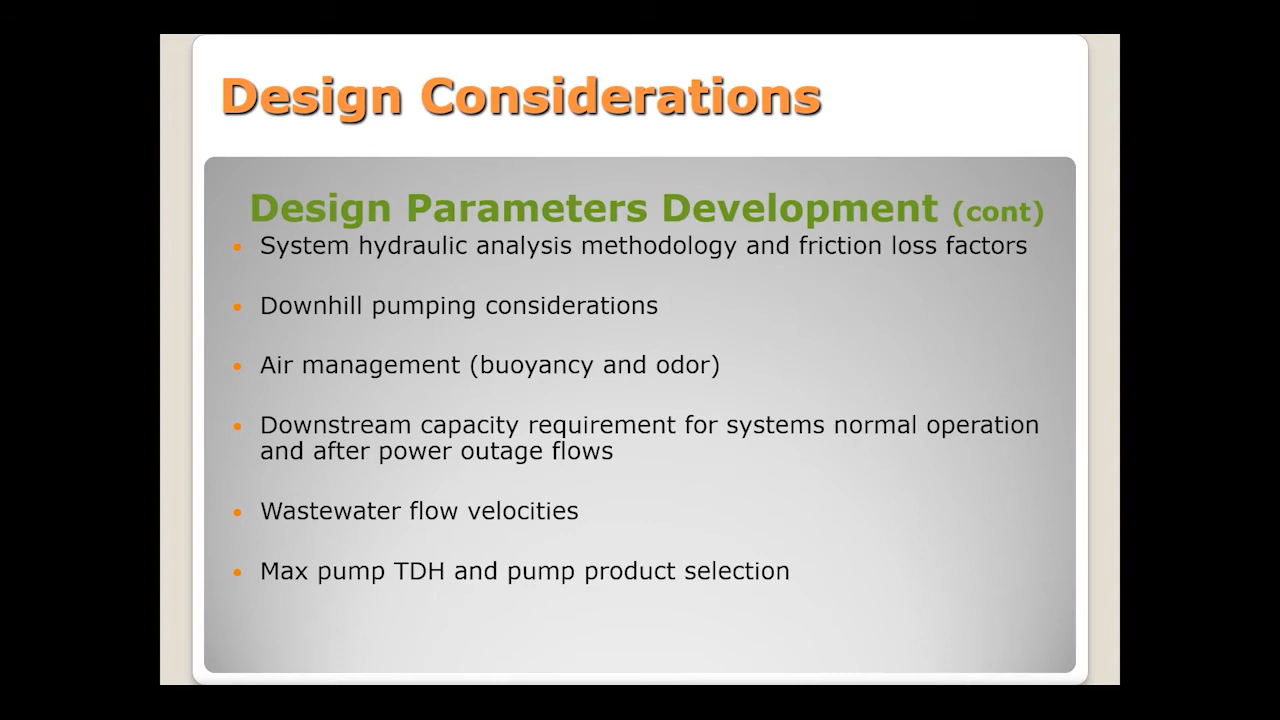 Design Considerations
Design Parameters Development (cont)
• System hydraulic analysis methodology and friction loss factors
• Downhill pumping considerations
• Air management (buoyancy and odor)
• Downstream capacity requirement for systems normal operation
and after power outage flows
• Wastewater flow velocities
• Max pump TDH and pump product selection